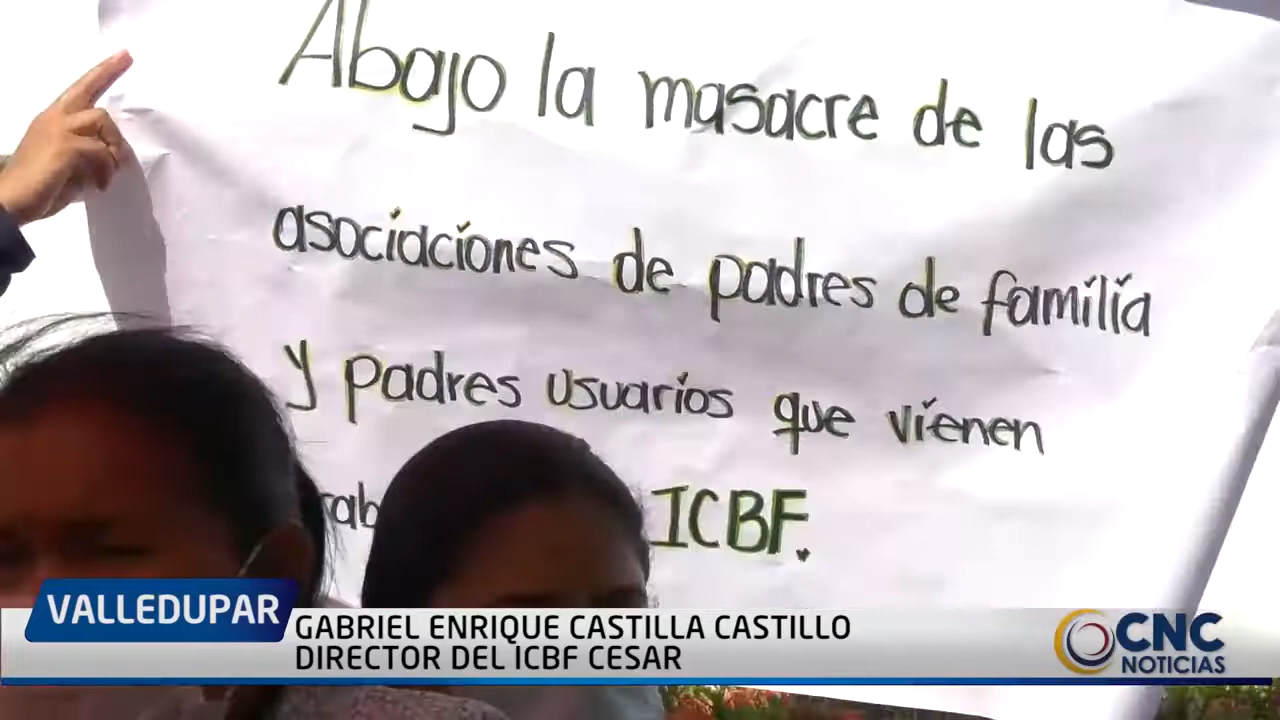 Abajo la masacre de las
asociaciones de padres de familia
y padres usuarios que vienen
ICBF.
VALLEDUPAR
GABRIEL ENRIQUE CASTILLA CASTILLO
DIRECTOR DEL ICBF CESAR
CNC
NOTICIAS